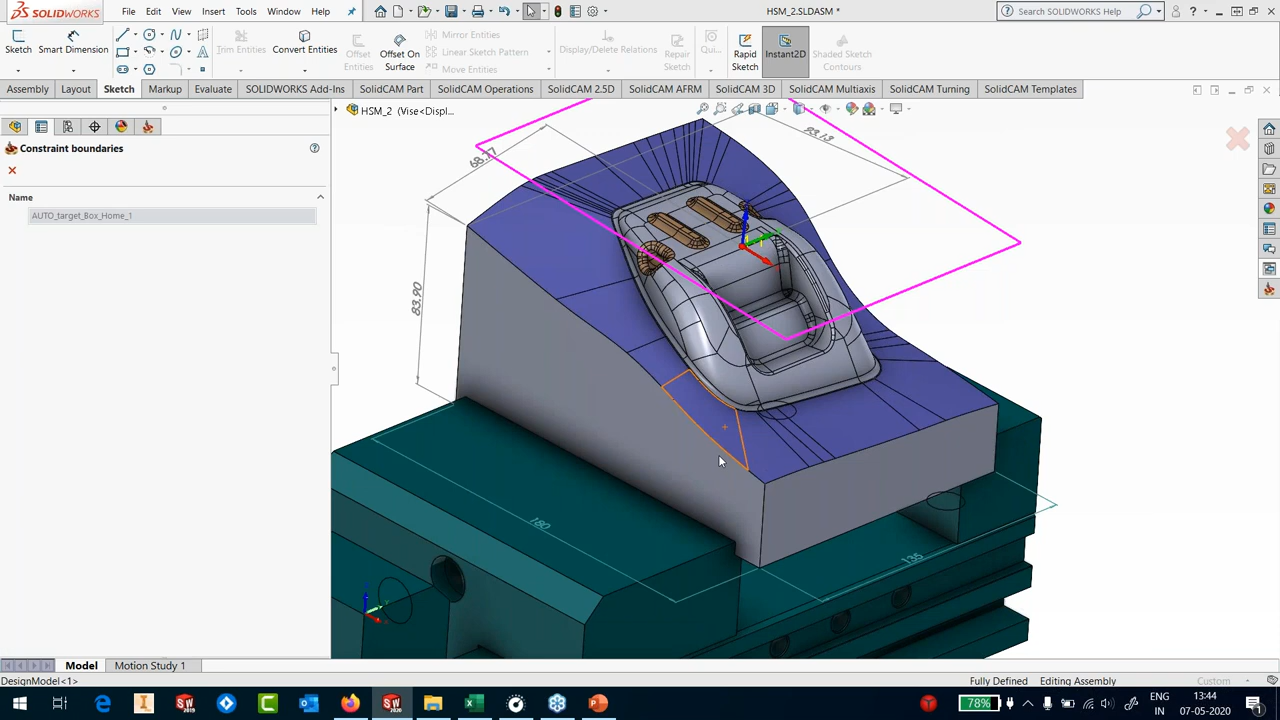 SOLIDWORKS
File
Edit
View
Insert
Tools
Window
Help
HSM_2.SLDASM *
Search SOLIDWORKS Help
Sketch
Smart Dimension
Trim Entities
Convert Entities
Offset Entities
Offset On Surface
Mirror Entities
Linear Sketch Pattern
Move Entities
Display/Delete Relations
Repair Sketch
Qui...
Rapid Sketch
Instant2D
Shaded Sketch Contours
Assembly
Layout
Sketch
Markup
Evaluate
SOLIDWORKS Add-Ins
SolidCAM Part
SolidCAM Operations
SolidCAM 2.5D
SolidCAM AFRM
SolidCAM 3D
SolidCAM Multiaxis
SolidCAM Turning
SolidCAM Templates
HSM_2 (Vise<Displ...
Constraint boundaries
Name
AUTO_target_Box_Home_1
68.17
93.13
83.90
180
135
Model
Motion Study 1
DesignModel<1>
Fully Defined
Editing Assembly
Custom
78%
ENG
IN
13:44
07-05-2020